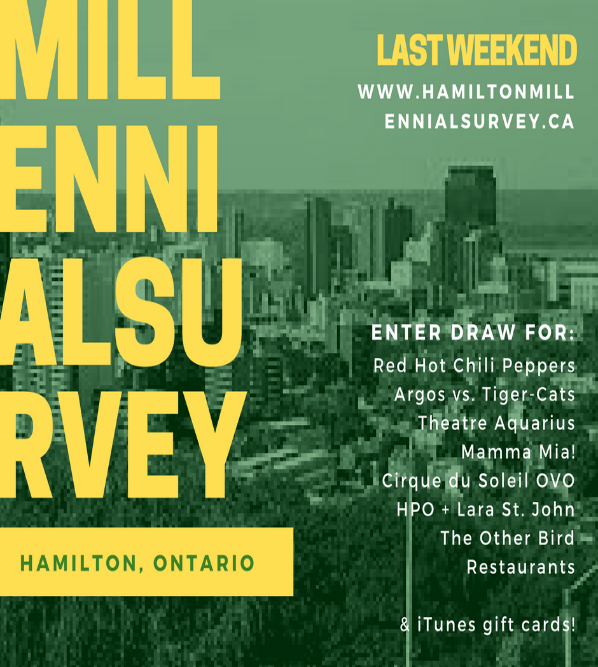 MILL
ENNI
ALSU
RVEY
HAMILTON, ONTARIO
LAST WEEKEND
WWW.HAMILTONMILL
ENNIALSURVEY.CA
ENTER DRAW FOR:
Red Hot Chili Peppers
Argos vs. Tiger-Cats
Theatre Aquarius
Mamma Mia!
Cirque du Soleil OVO
HPO + Lara St. John
The Other Bird
Restaurants
& iTunes gift cards!